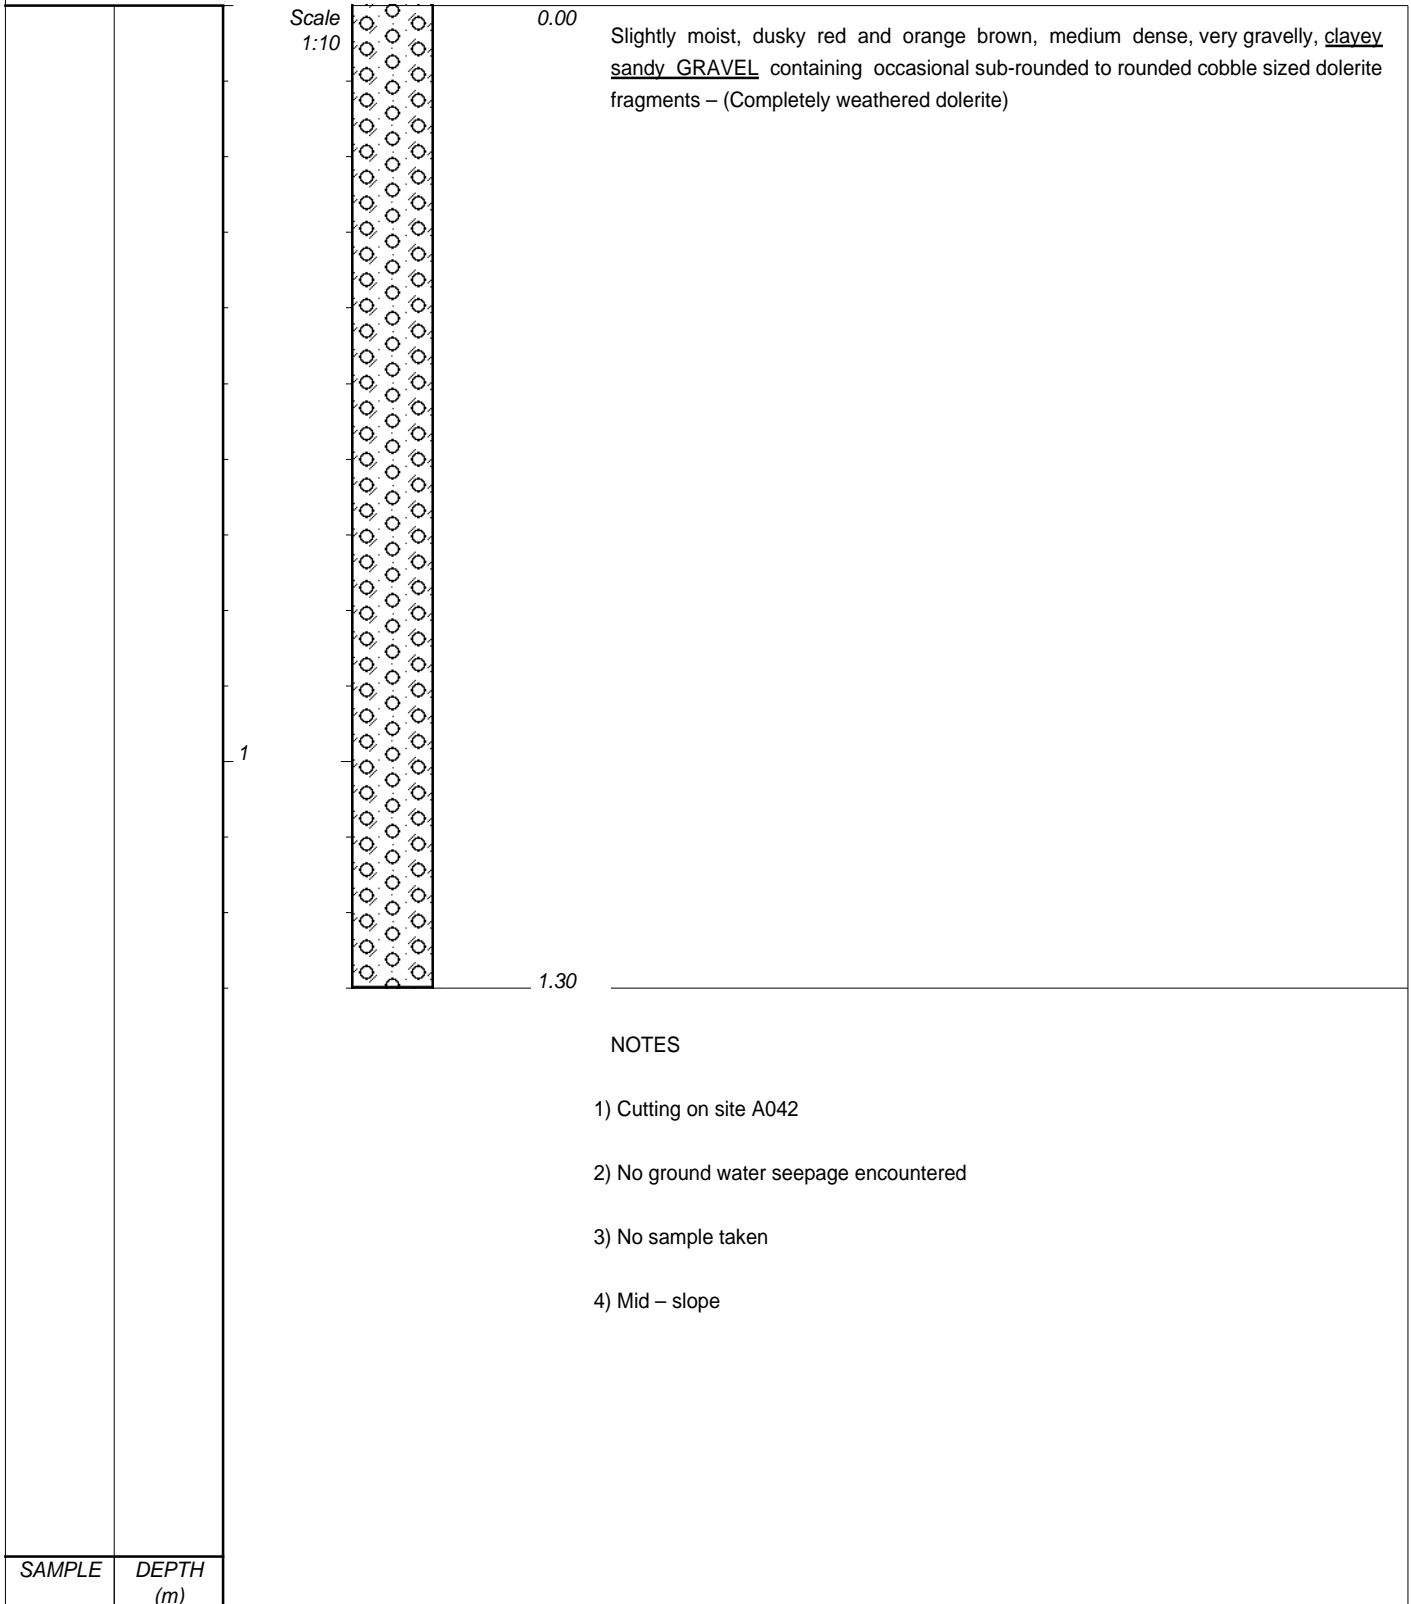 Scale
1:10
0.00
Slightly moist, dusky red and orange brown, medium dense, very gravelly, clayey
sandy GRAVEL containing occasional sub-rounded to rounded cobble sized dolerite
fragments – (Completely weathered dolerite)
1
1.30
NOTES
1) Cutting on site A042
2) No ground water seepage encountered
3) No sample taken
4) Mid – slope
SAMPLE
DEPTH
(m)